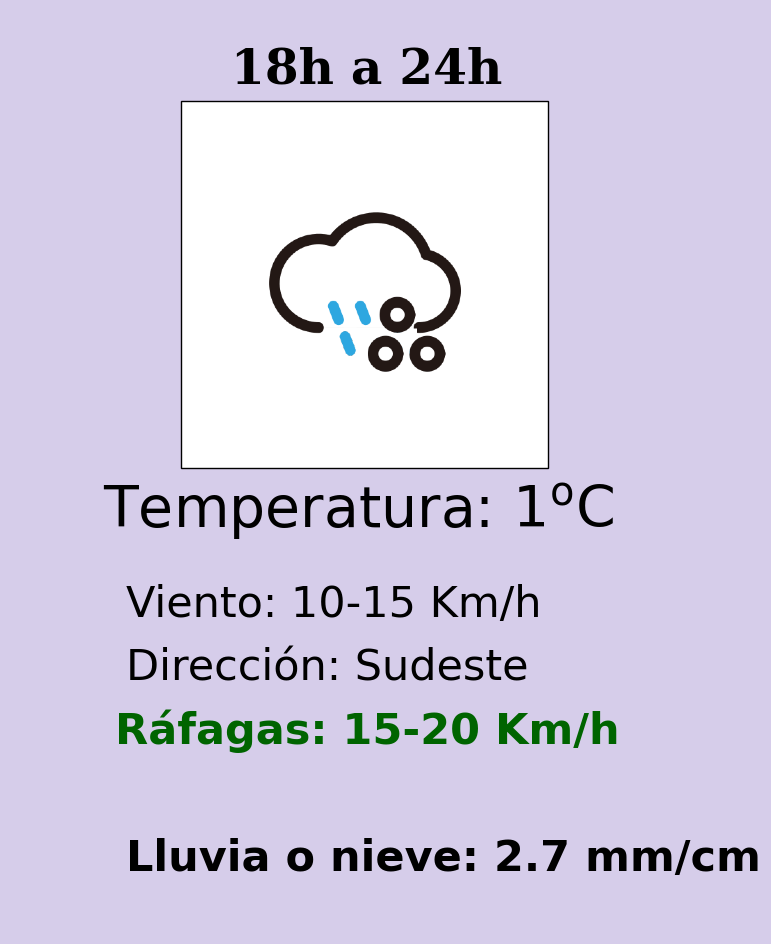 18h a 24h
Temperatura: 1ºC
Viento: 10-15 Km/h
Dirección: Sudeste
Ráfagas: 15-20 Km/h
Lluvia o nieve: 2.7 mm/cm